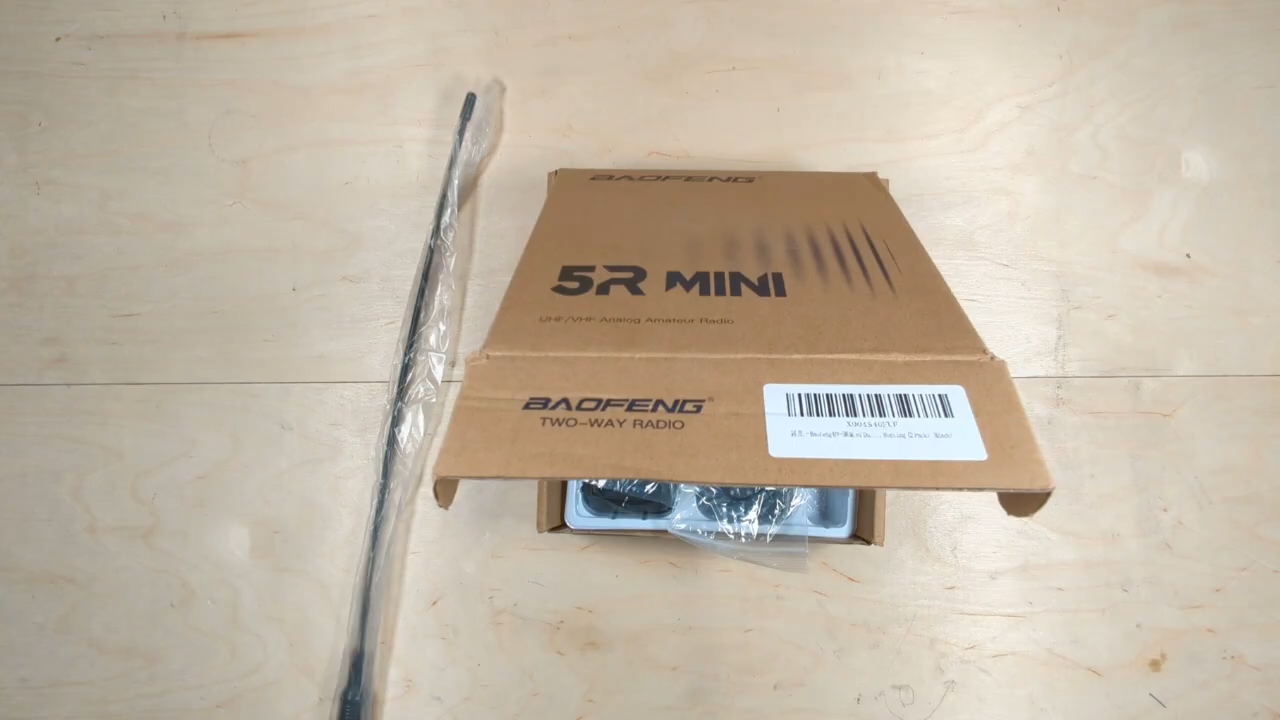 BAOFENG
5R MINI
UHF/VHF Analog Amateur Radio
BAOFENG®
TWO-WAY RADIO